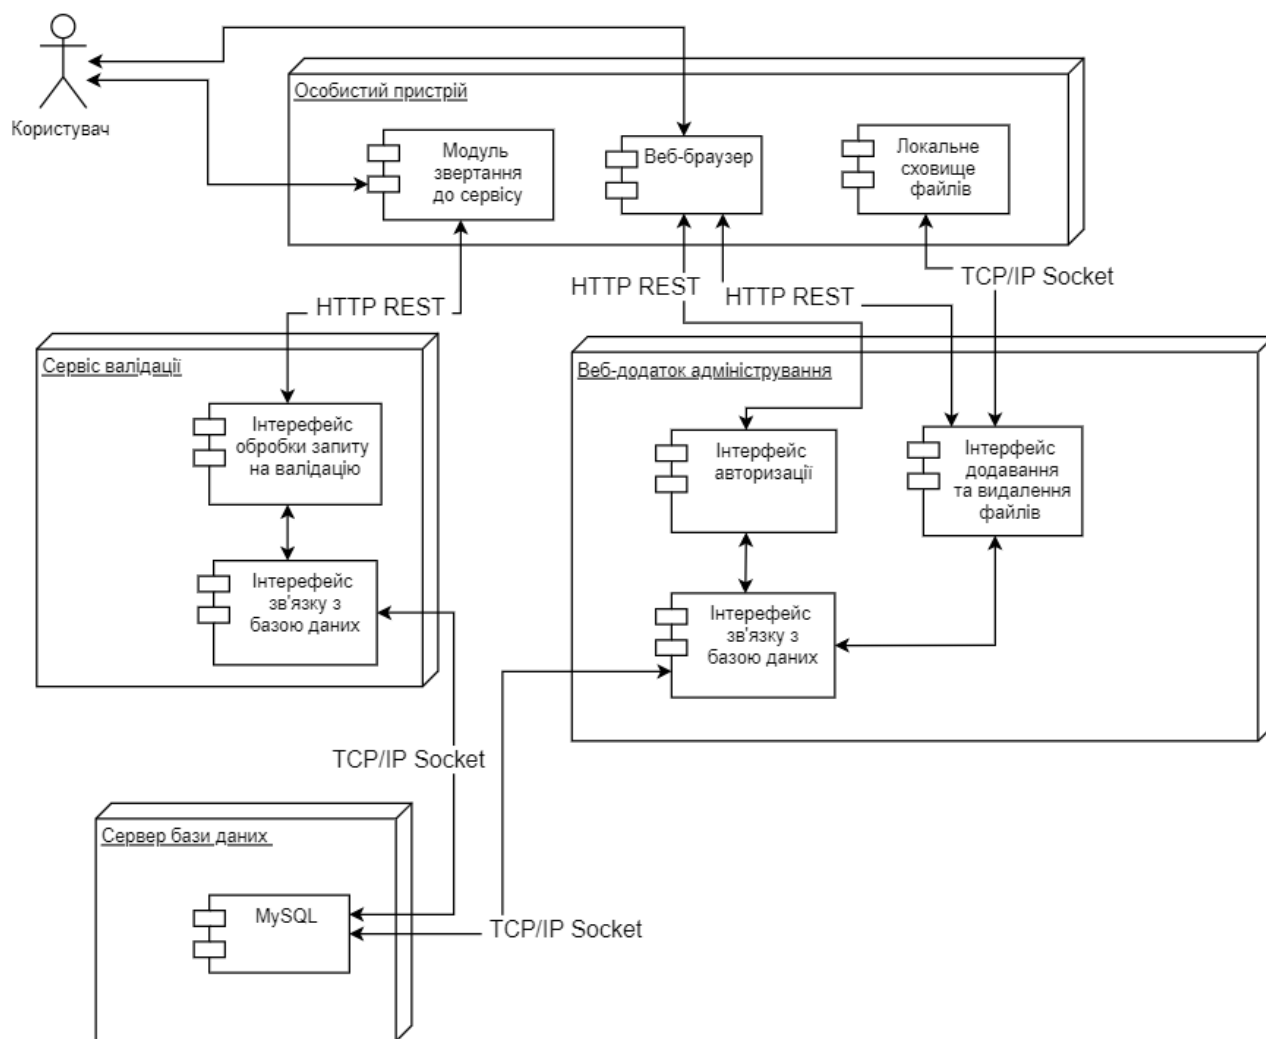 Користувач
Особистий пристрій
Модуль
звертання
до сервісу
Веб-браузер
Локальне
сховище
файлів
HTTP REST
HTTP REST
HTTP REST
TCP/IP Socket
Сервіс валідації
Інтерефейс
обробки запиту
на валідацію
Інтерефейс
зв'язку з
базою даних
Веб-додаток адміністрування
Інтерфейс
авторизації
Інтерфейс
додавання
та видалення
файлів
Інтерефейс
зв'язку з
базою даних
TCP/IP Socket
Сервер бази даних
MySQL
TCP/IP Socket